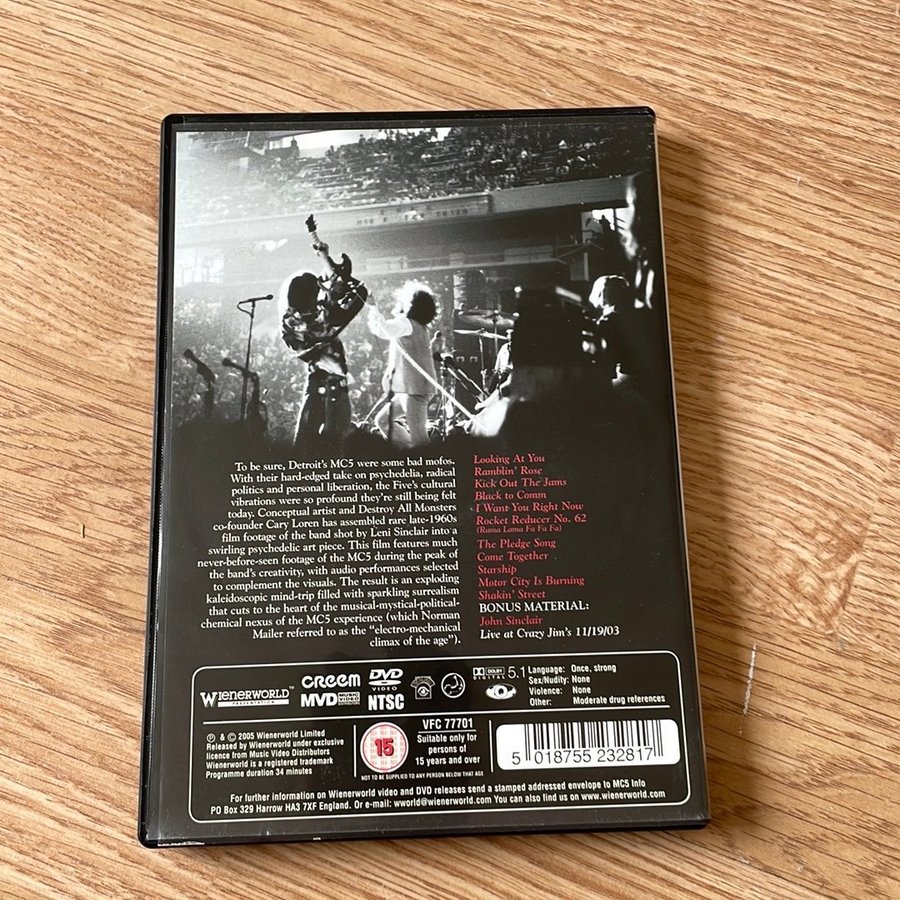 To be sure, Detroit's MC5 were some bad mofos.
With their hard-edged take on psychedelia, radical
politics and personal liberation, the Five's cultural
vibrations were so profound they're still being felt
today. Conceptual artist and Destroy All Monsters
co-founder Cary Loren has assembled rare late-1960s
film footage of the band shot by Leni Sinclair into a
swirling psychedelic art piece. This film features much
never-before-seen footage of the MC5 during the peak of
the band's creativity, with audio performances selected
to complement the visuals. The result is an exploding
kaleidoscopic mind-trip filled with sparkling surrealism
that cuts to the heart of the musical-mystical-political-
chemical nexus of the MC5 experience (which Norman
Mailer referred to as the "electro-mechanical
climax of the age").
Looking At You
Ramblin' Rose
Kick Out The Jams
Black to Comm
I Want You Right Now
Rocket Reducer No. 62
(Rama Lama Fa Fa Fa)
The Pledge Song
Come Together
Starship
Motor City Is Burning
Shakin' Street
BONUS MATERIAL:
John Sinclair
Live at Crazy Jim's 11/19/03
WIENERWORLD™
PRESENTATION
CREEM
MVD MUSIC VIDEO DISTRIBUTORS
DVD
VIDEO
NTSC
DOLBY
DIGITAL 5.1
Language: Once, strong
Sex/Nudity: None
Violence: None
Other: Moderate drug references
℗ & © 2005 Wienerworld Limited
Released by Wienerworld under exclusive
licence from Music Video Distributors
Wienerworld is a registered trademark
Programme duration 34 minutes
15
VFC 77701
Suitable only for
persons of
15 years and over
NOT TO BE SUPPLIED TO ANY PERSON BELOW THAT AGE
5 018755 232817
For further information on Wienerworld video and DVD releases send a stamped addressed envelope to MC5 Info
PO Box 329 Harrow HA3 7XF England. Or e-mail: wworld@wienerworld.com You can also find us on www.wienerworld.com